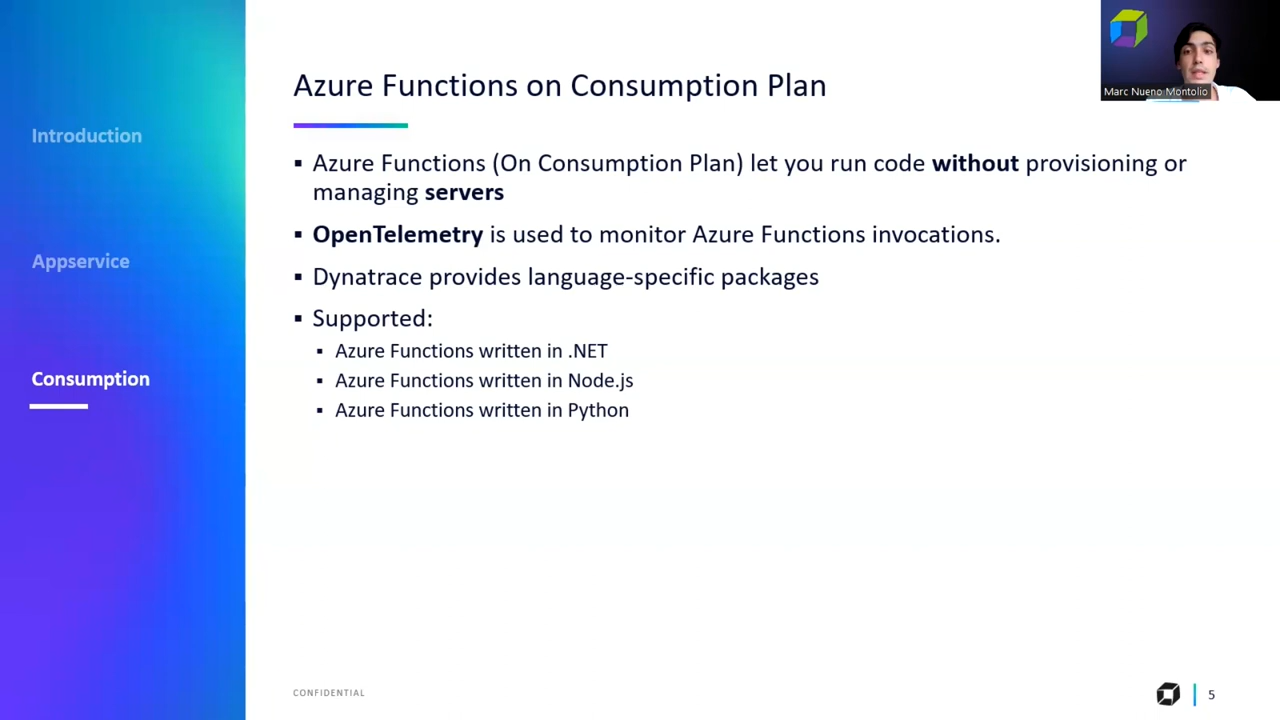 Introduction
Appservice
Consumption
Azure Functions on Consumption Plan
▪ Azure Functions (On Consumption Plan) let you run code without provisioning or
managing servers
▪ OpenTelemetry is used to monitor Azure Functions invocations.
▪ Dynatrace provides language-specific packages
▪ Supported:
▪ Azure Functions written in .NET
▪ Azure Functions written in Node.js
▪ Azure Functions written in Python
Marc Nueno Montolio
CONFIDENTIAL
5